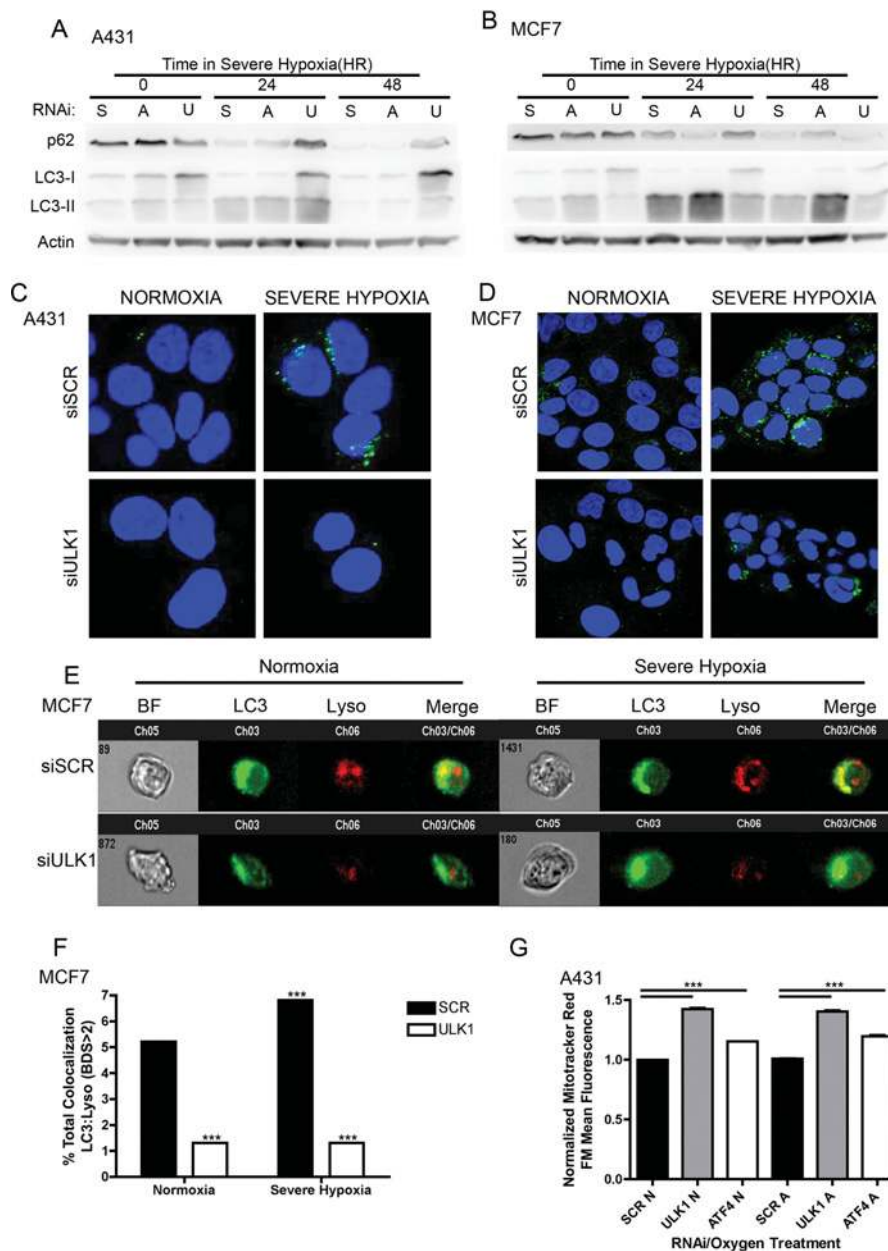 A A431
Time in Severe Hypoxia(HR)
0 24 48
RNAi: S A U S A U S A U
p62
LC3-I
LC3-II
Actin
B MCF7
Time in Severe Hypoxia(HR)
0 24 48
S A U S A U S A U
C
A431
NORMOXIA SEVERE HYPOXIA
siSCR
siULK1
D
MCF7
NORMOXIA SEVERE HYPOXIA
siSCR
siULK1
E
Normoxia Severe Hypoxia
MCF7 BF LC3 Lyso Merge BF LC3 Lyso Merge
Ch05 Ch03 Ch06 Ch03/Ch06 Ch05 Ch03 Ch06 Ch03/Ch06
siSCR 89 1431
Ch05 Ch03 Ch06 Ch03/Ch06 Ch05 Ch03 Ch06 Ch03/Ch06
siULK1 872 180
F
MCF7
% Total Colocalization
LC3:Lyso (BDS>2)
7
6
5
4
3
2
1
0
*** *** ***
Normoxia Severe Hypoxia
SCR
ULK1
G
A431
Normalized Mitotracker Red
FM Mean Fluorescence
1.5
1.0
0.5
0.0
*** ***
SCR N ULK1 N ATF4 N SCR A ULK1 A ATF4 A
RNAi/Oxygen Treatment